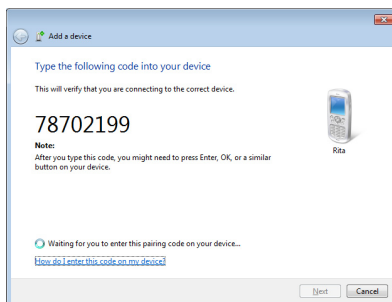 Add a device
Type the following code into your device
This will verify that you are connecting to the correct device.
78702199
Note:
After you type this code, you might need to press Enter, OK, or a similar
button on your device.
Rita
Waiting for you to enter this pairing code on your device...
How do I enter this code on my device?
Next
Cancel